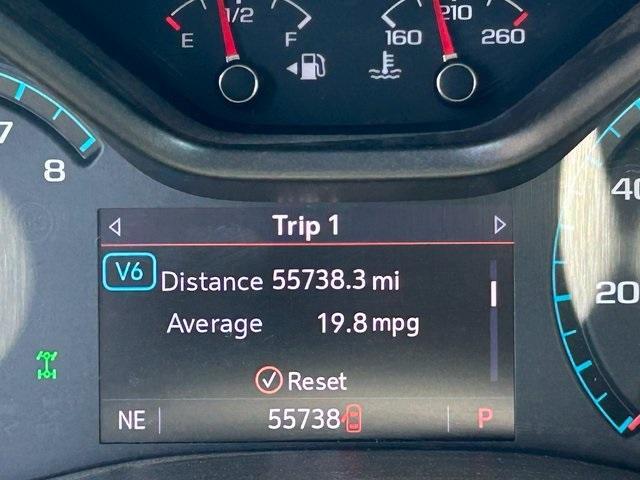 1/2
210
E F
160 260
7
8
40
20
Trip 1
V6
Distance 55738.3 mi
Average 19.8 mpg
Reset
NE 55738 P